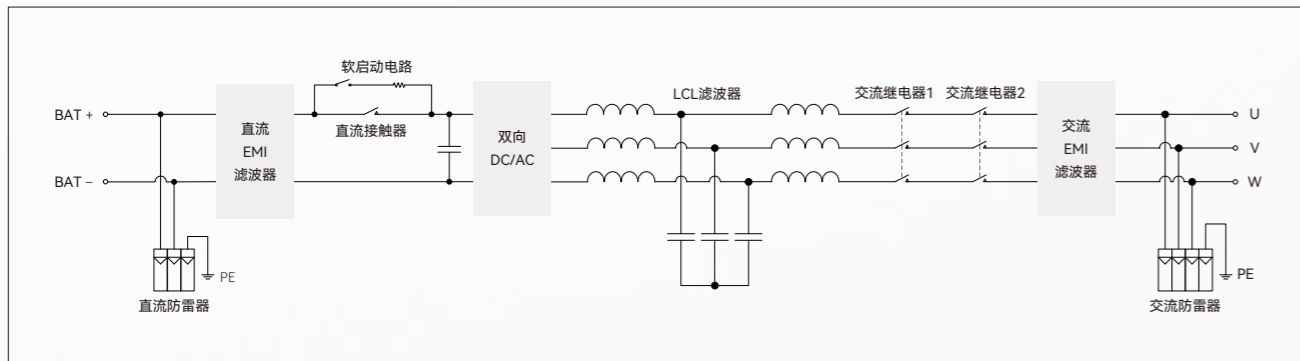 软启动电路
LCL滤波器
交流继电器1
交流继电器2
BAT +
直流
EMI
滤波器
直流接触器
双向
DC/AC
交流
EMI
滤波器
U
V
W
BAT −
PE
直流防雷器
PE
交流防雷器